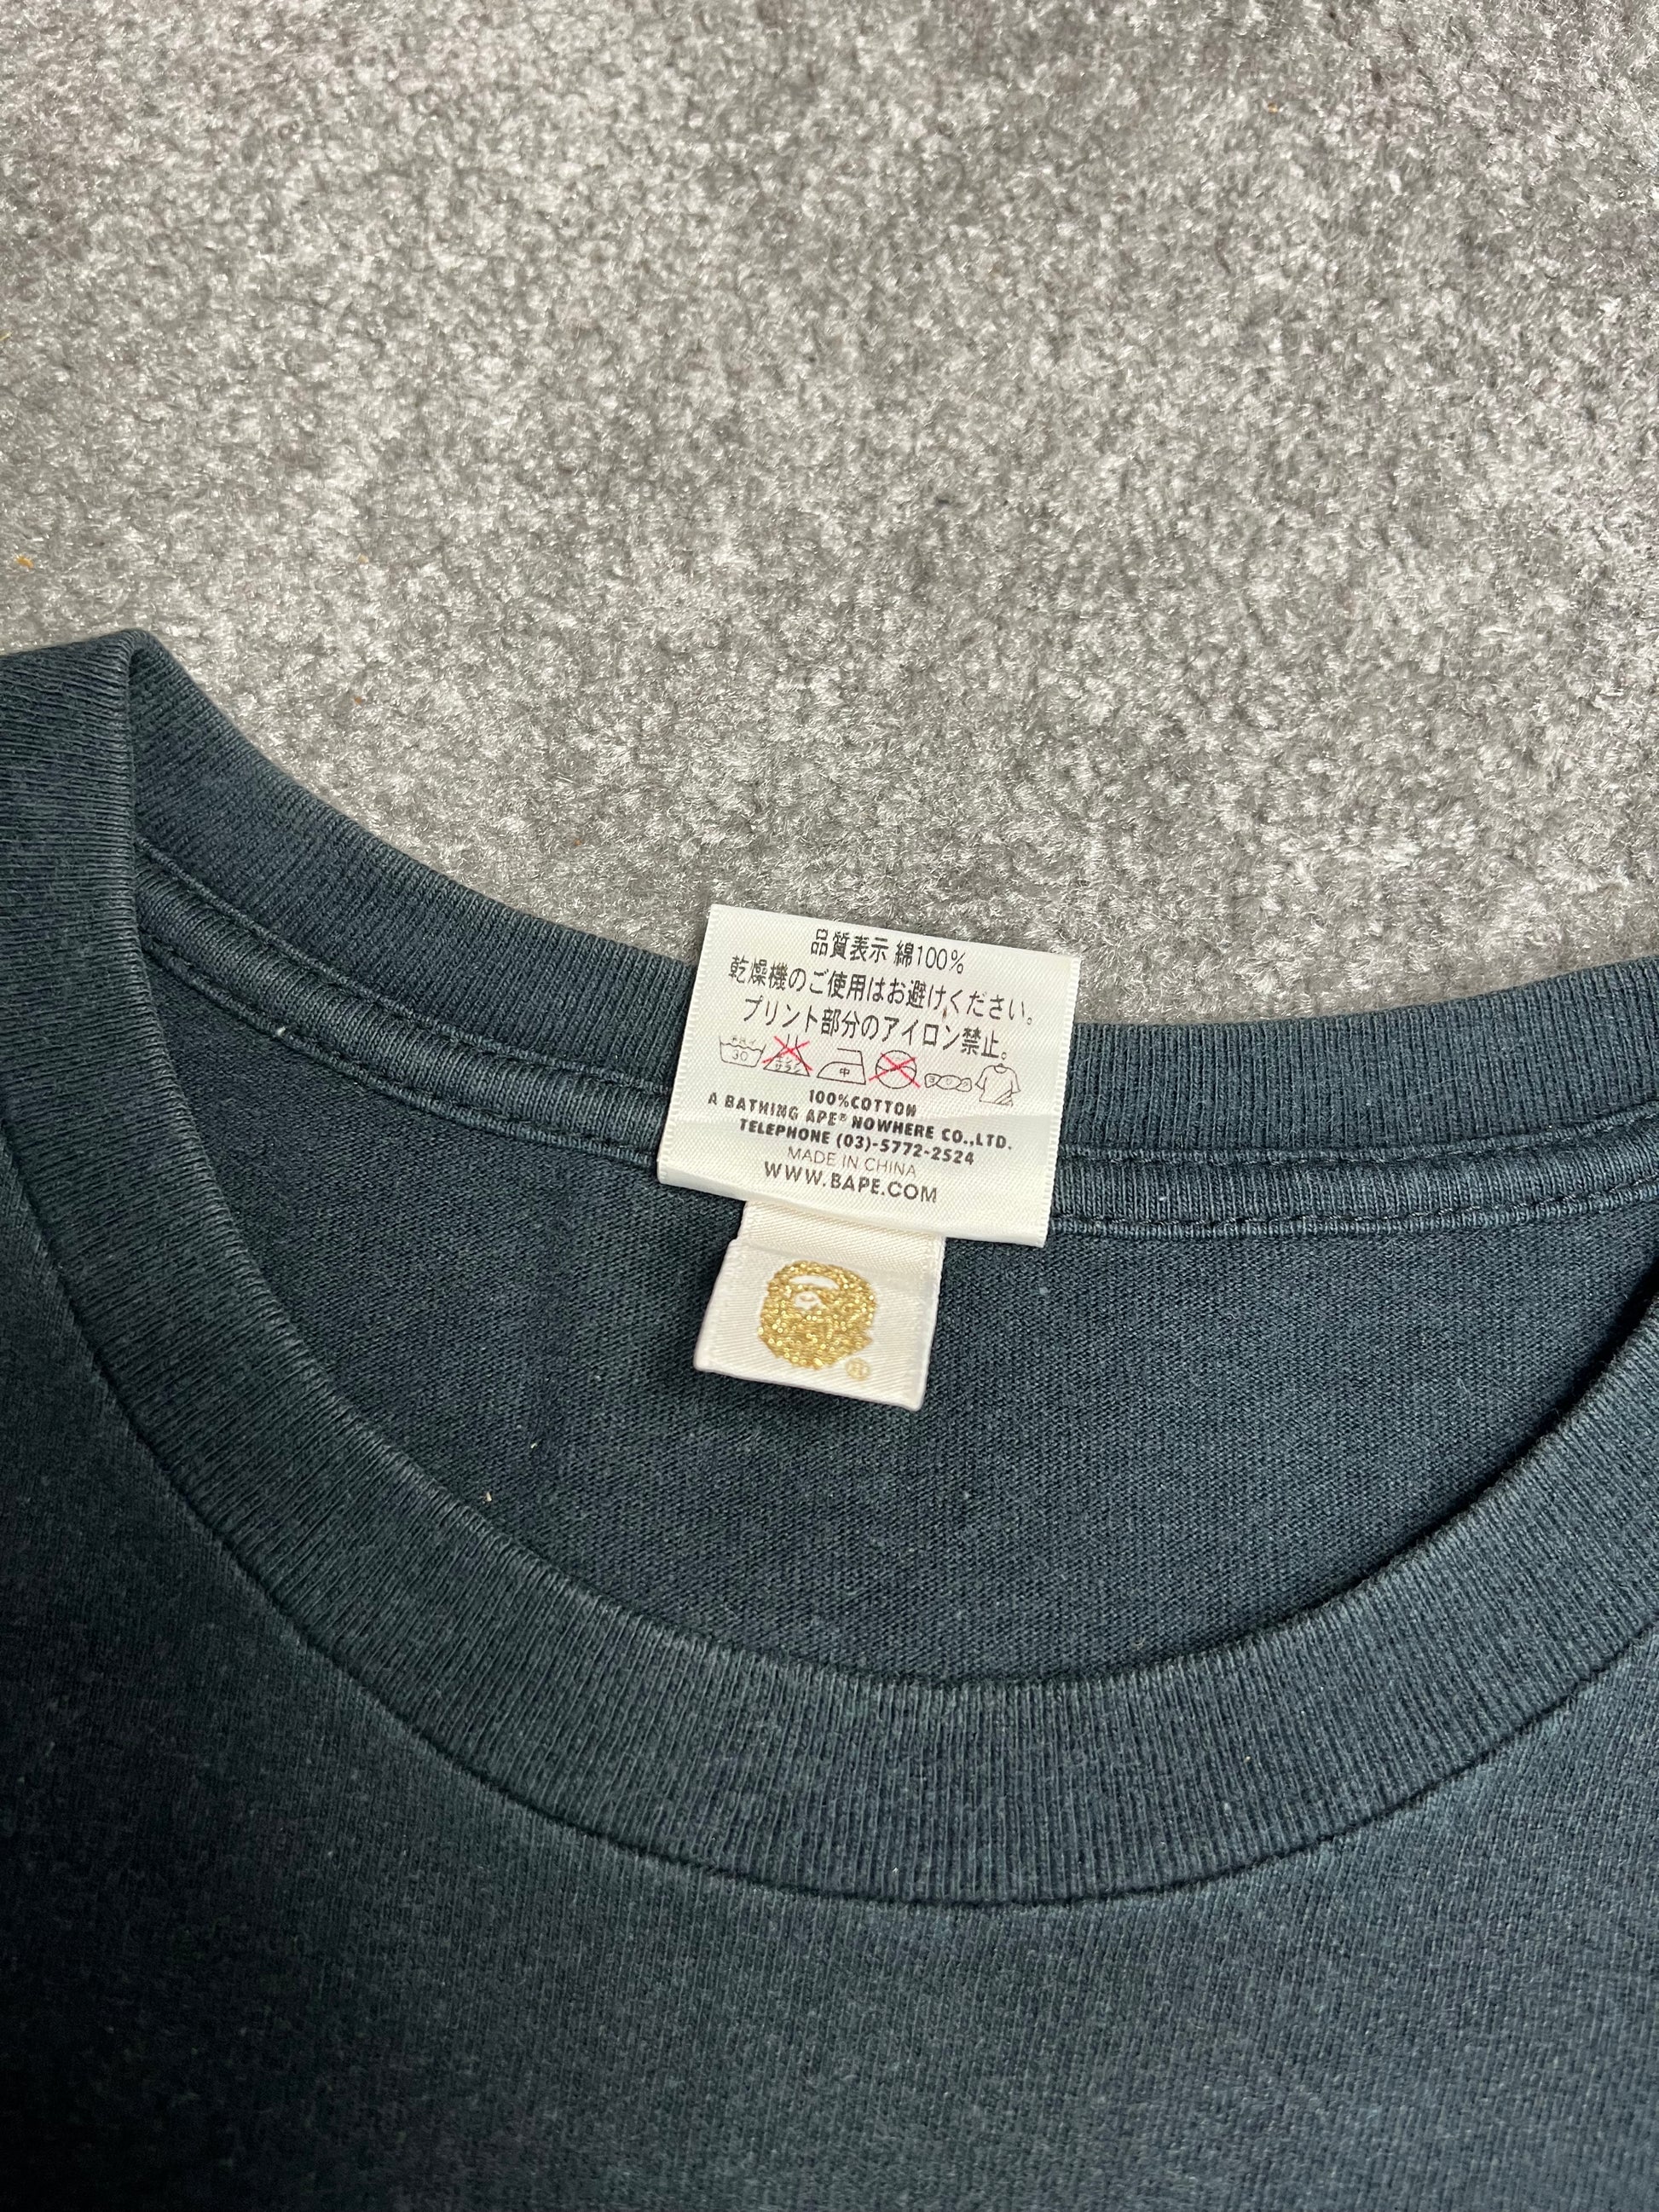 品質表示 綿100%
乾燥機のご使用はお避けください。
プリント部分のアイロン禁止。
30 中
100%COTTON
A BATHING APE® NOWHERE CO.,LTD.
TELEPHONE (03)-5772-2524
MADE IN CHINA
WWW.BAPE.COM
®